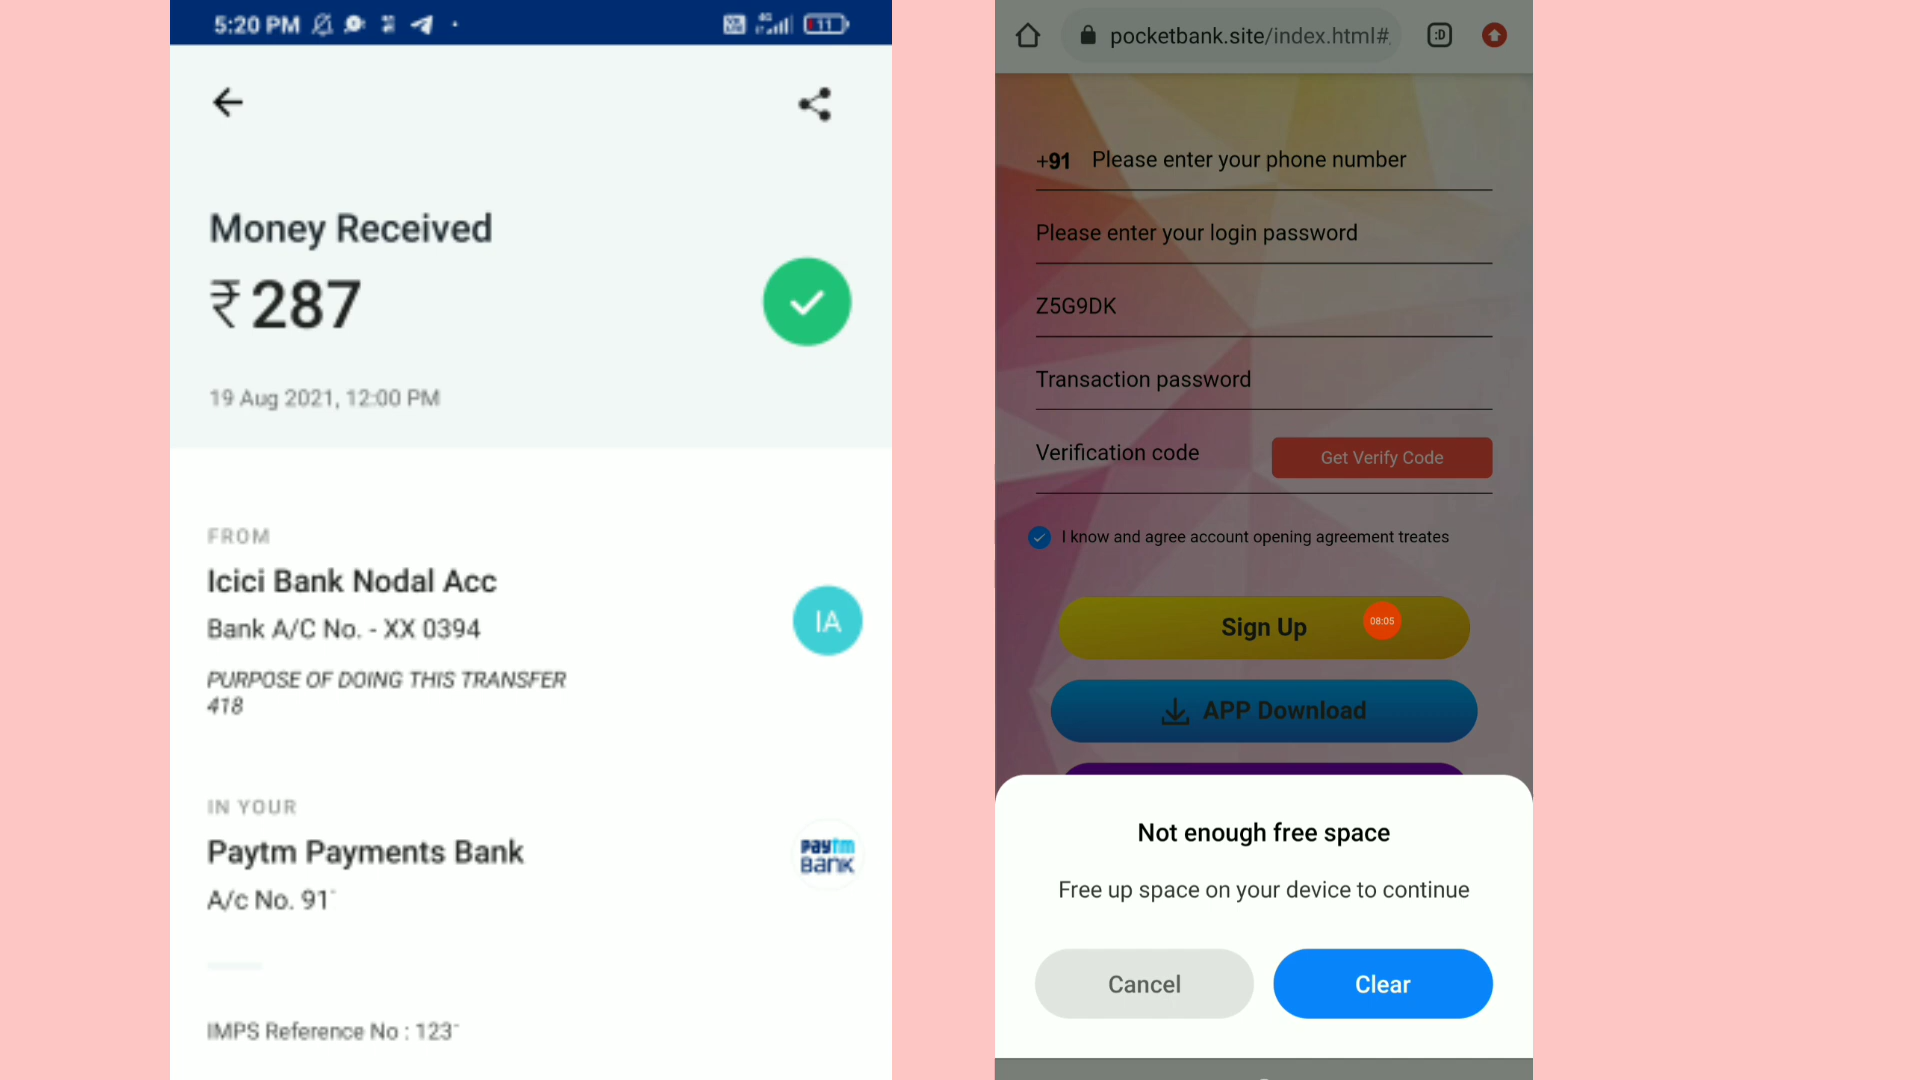 5:20 PM
4G
11
Money Received
₹287
19 Aug 2021, 12:00 PM
FROM
Icici Bank Nodal Acc
Bank A/C No. - XX 0394
IA
PURPOSE OF DOING THIS TRANSFER
418
IN YOUR
Paytm Payments Bank
paytm
Bank
A/c No. 91
IMPS Reference No : 123
pocketbank.site/index.html#
:D
+91 Please enter your phone number
Please enter your login password
Z5G9DK
Transaction password
Verification code
Get Verify Code
I know and agree account opening agreement treates
Sign Up
08:05
APP Download
Not enough free space
Free up space on your device to continue
Cancel
Clear